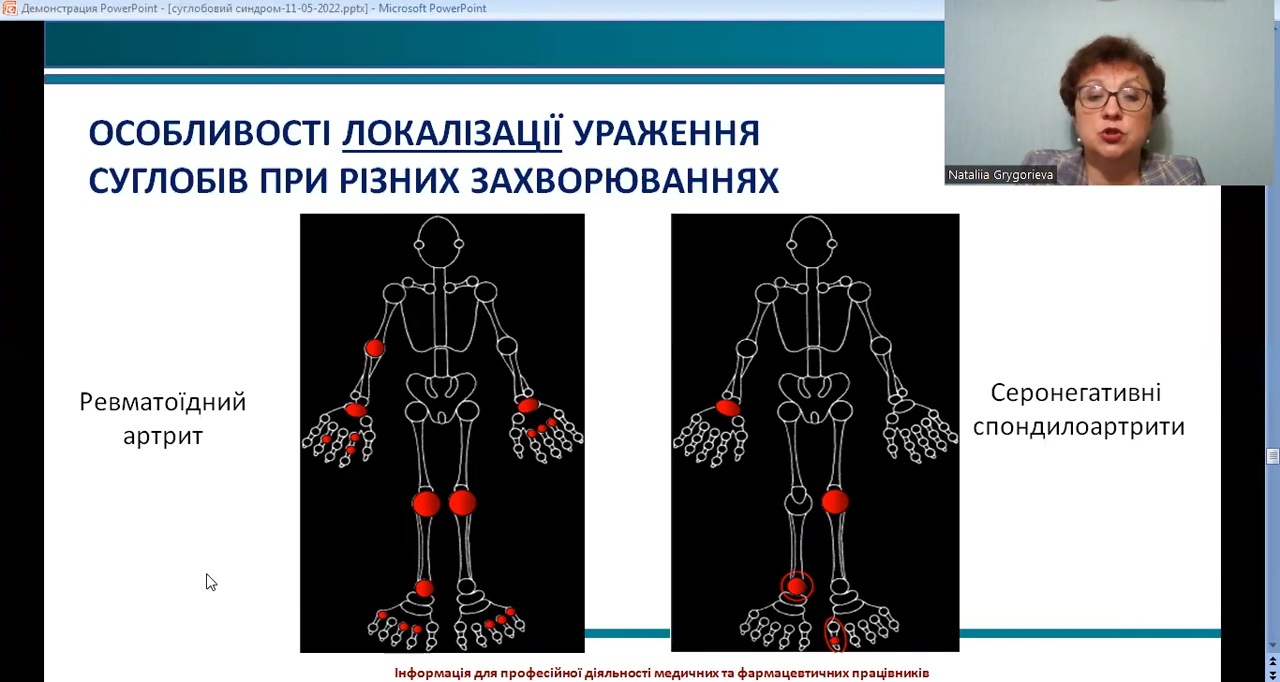 Демонстрация PowerPoint - [суглобовий синдром-11-05-2022.pptx] - Microsoft PowerPoint
Nataliia Grygorieva
ОСОБЛИВОСТІ ЛОКАЛІЗАЦІЇ УРАЖЕННЯ
СУГЛОБІВ ПРИ РІЗНИХ ЗАХВОРЮВАННЯХ
Ревматоїдний
артрит
Серонегативні
спондилоартрити
Інформація для професійної діяльності медичних та фармацевтичних працівників